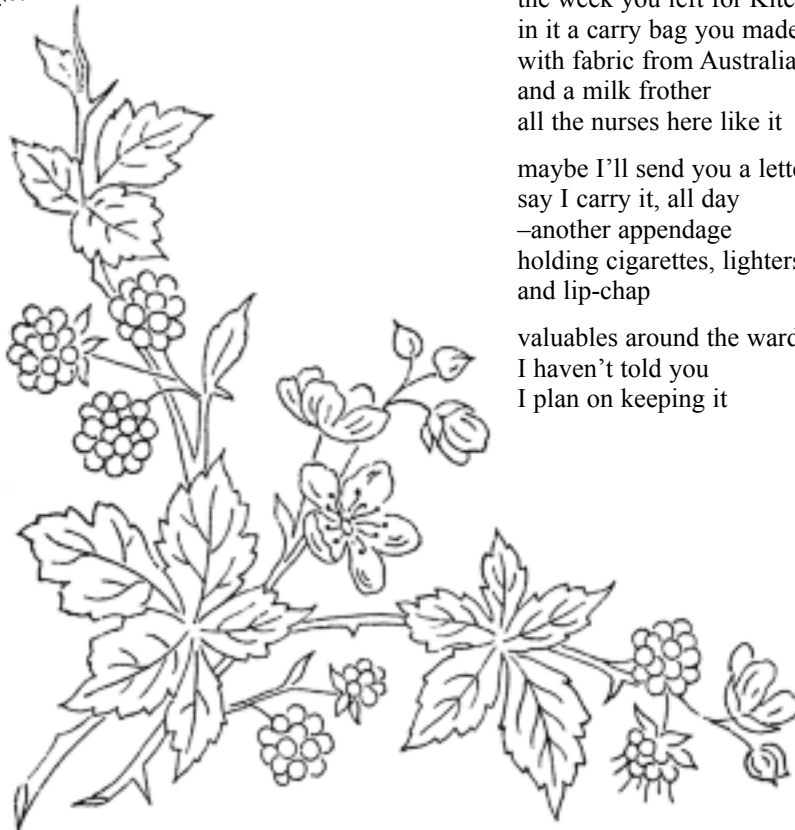 the week you left for
in it a carry bag you made
with fabric from Australia
and a milk frother
all the nurses here like it
maybe I’ll send you a
say I carry it, all day
–another appendage
holding cigarettes, lighters
and lip-chap
valuables around the ward
I haven’t told you
I plan on keeping it